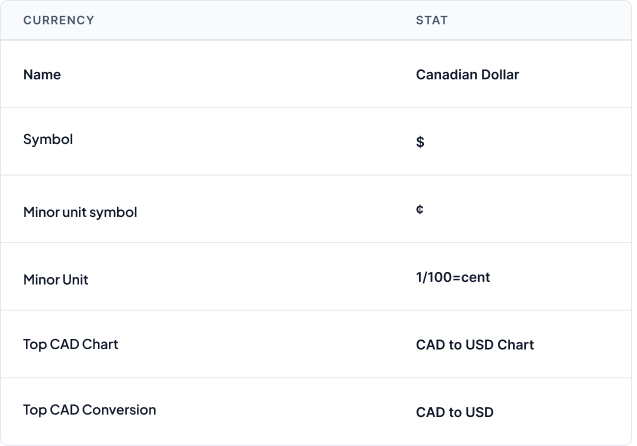 CURRENCY STAT
Name Canadian Dollar
Symbol $
Minor unit symbol ¢
Minor Unit 1/100=cent
Top CAD Chart CAD to USD Chart
Top CAD Conversion CAD to USD